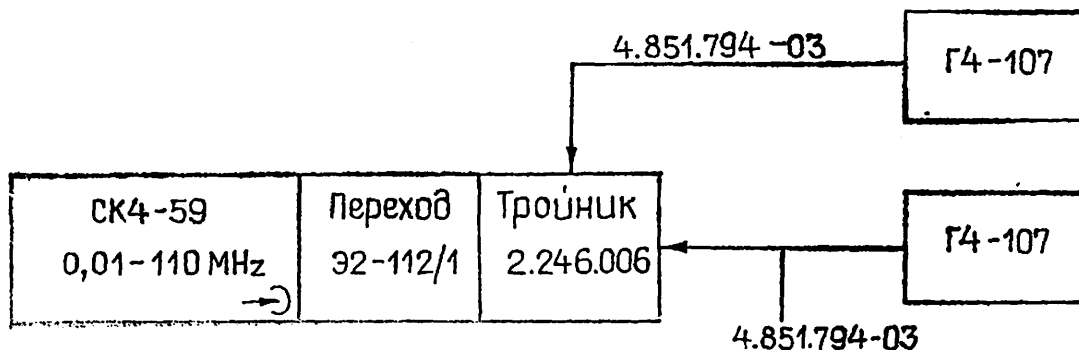 4.851.794-03
Г4-107
СК4-59
0,01-110 MHz
Переход
Э2-112/1
Тройник
2.246.006
Г4-107
4.851.794-03